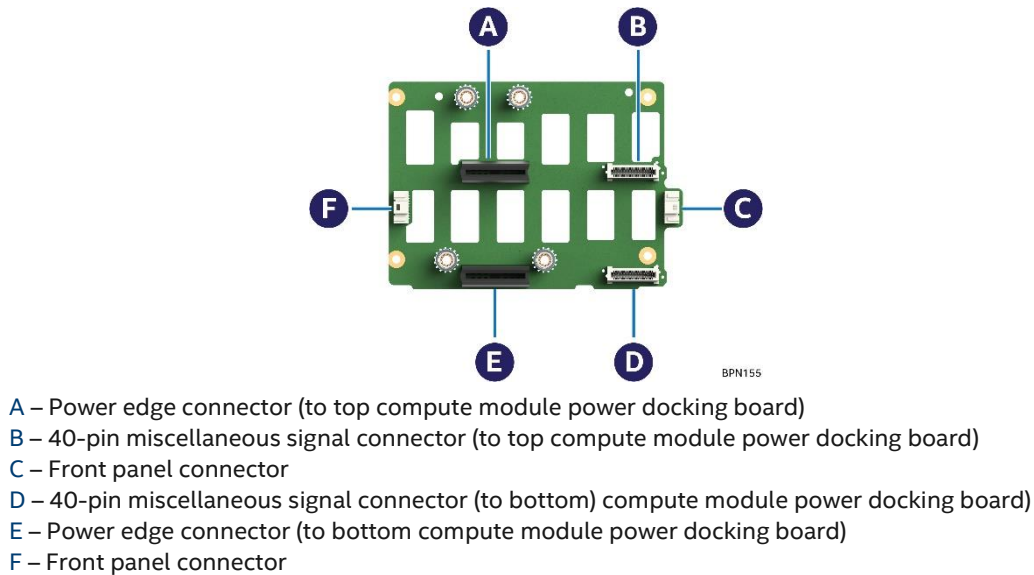 A
B
F
C
E
D
BPN155
A – Power edge connector (to top compute module power docking board)
B – 40-pin miscellaneous signal connector (to top compute module power docking board)
C – Front panel connector
D – 40-pin miscellaneous signal connector (to bottom) compute module power docking board)
E – Power edge connector (to bottom compute module power docking board)
F – Front panel connector